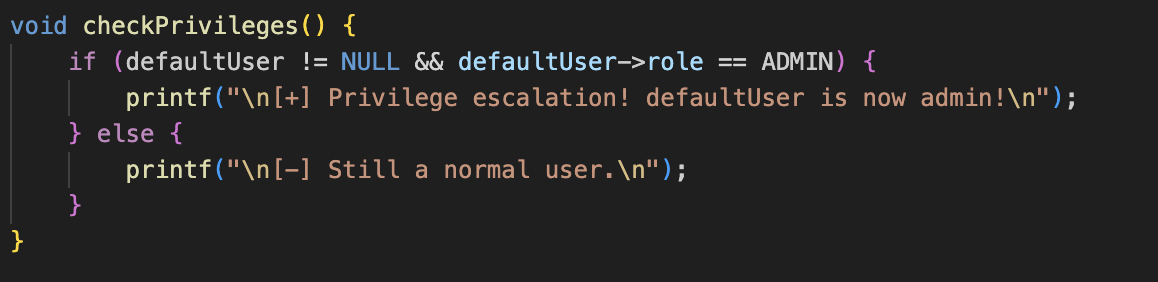 void checkPrivileges() {
    if (defaultUser != NULL && defaultUser->role == ADMIN) {
        printf("\n[+] Privilege escalation! defaultUser is now admin!\n");
    } else {
        printf("\n[-] Still a normal user.\n");
    }
}